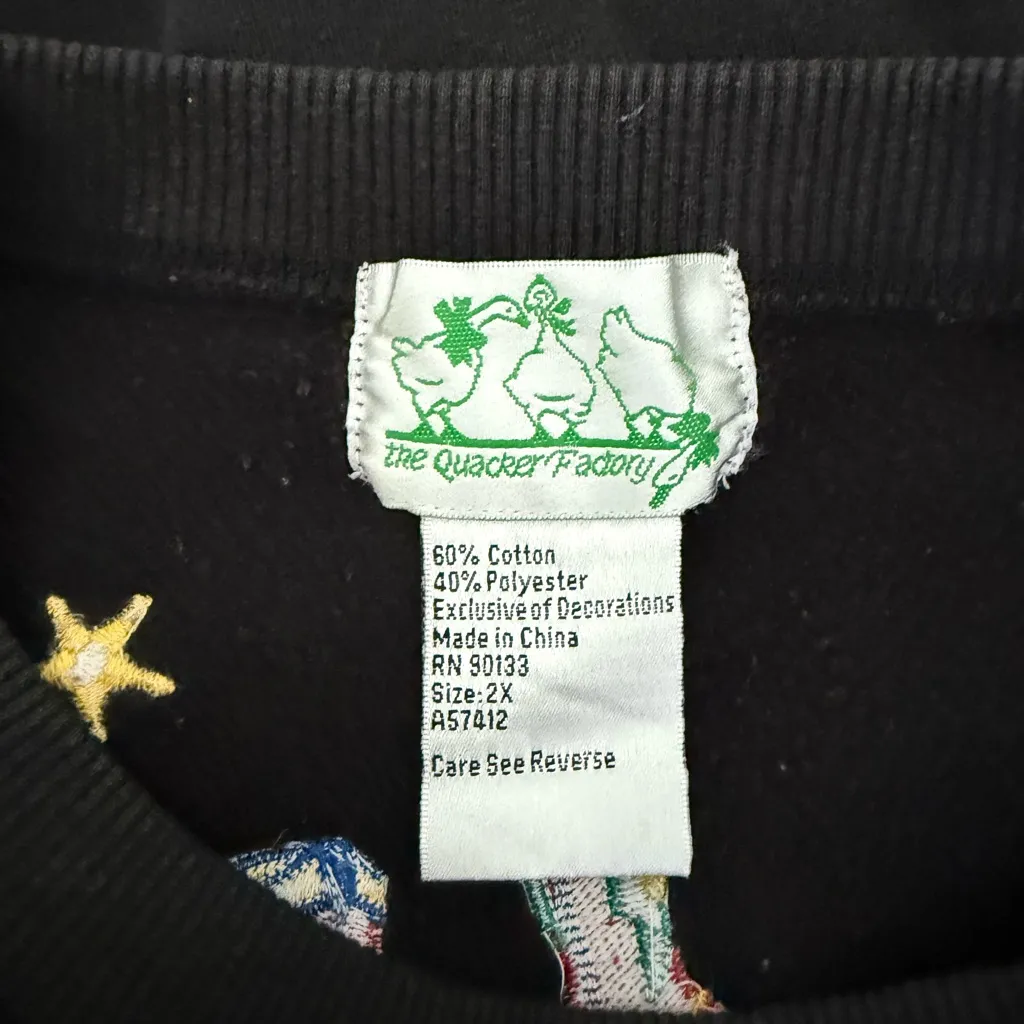 the Quacker Factory
60% Cotton
40% Polyester
Exclusive of Decorations
Made in China
RN 90133
Size: 2X
A57412
Care See Reverse